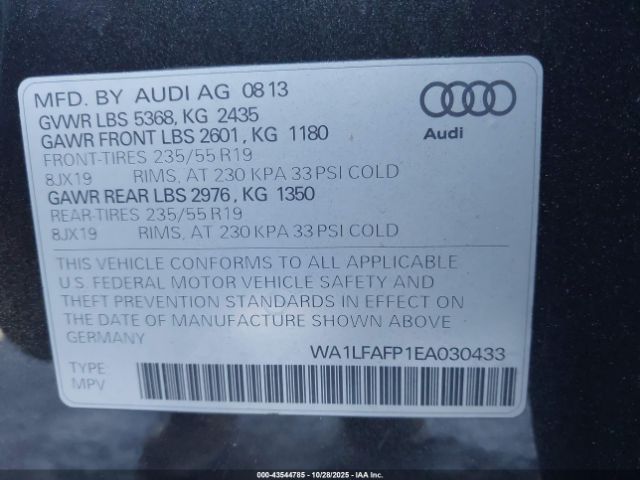 MFD. BY AUDI AG 0813
GVWR LBS 5368, KG 2435
GAWR FRONT LBS 2601, KG 1180
FRONT-TIRES 235/55 R19
8JX19 RIMS, AT 230 KPA 33 PSI COLD
GAWR REAR LBS 2976, KG 1350
REAR-TIRES 235/55 R19
8JX19 RIMS, AT 230 KPA 33 PSI COLD
Audi
THIS VEHICLE CONFORMS TO ALL APPLICABLE
U.S. FEDERAL MOTOR VEHICLE SAFETY AND
THEFT PREVENTION STANDARDS IN EFFECT ON
THE DATE OF MANUFACTURE SHOWN ABOVE.
GERMANY
WA1LFAFP1EA030433
TYPE
MPV
000-43544785 | 10/28/2025 | IAA Inc.